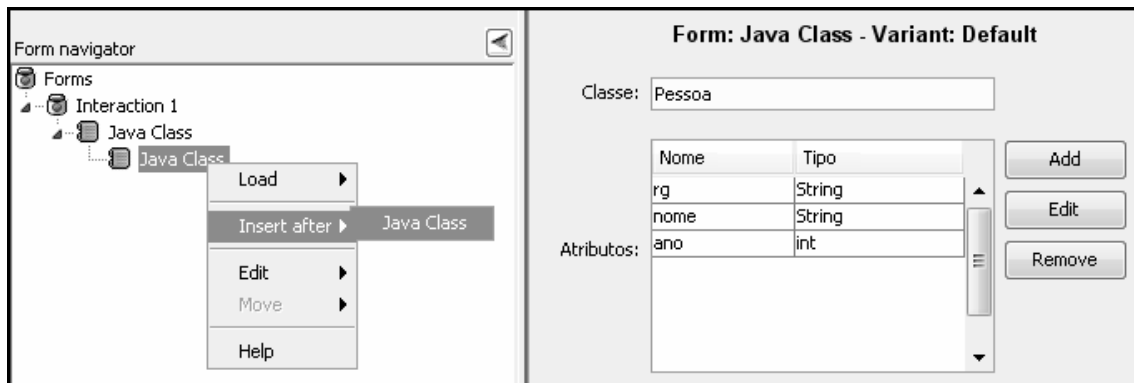 Form navigator
Forms
Interaction 1
Java Class
Java Class
Load
Insert after
Java Class
Edit
Move
Help
Form: Java Class - Variant: Default
Classe: Pessoa
Atributos:
Nome Tipo
rg String
nome String
ano int
Add
Edit
Remove